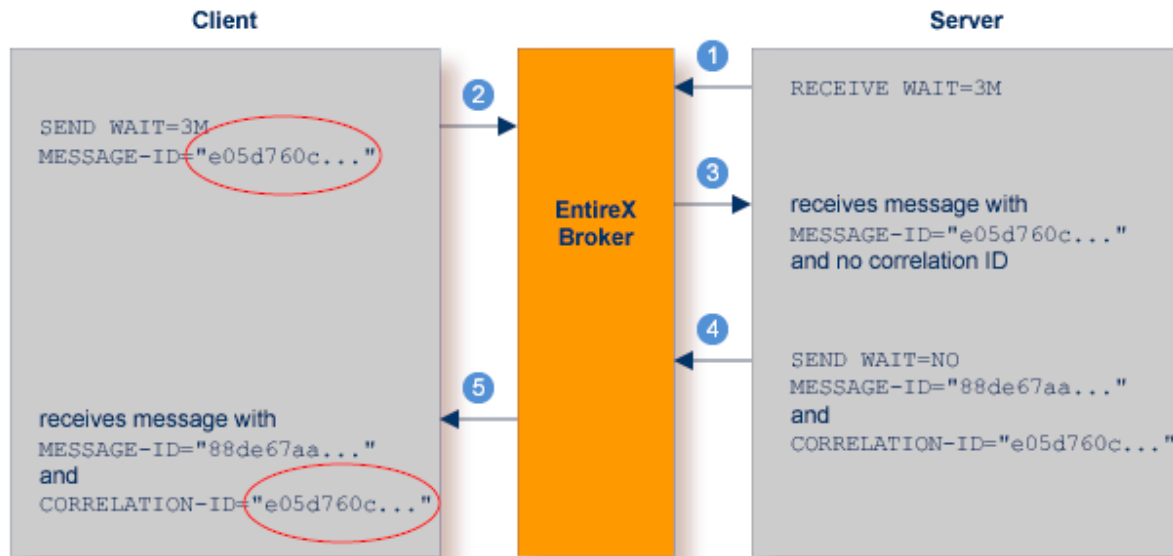 Client
Server
1
RECEIVE WAIT=3M
2
SEND WAIT=3M
MESSAGE-ID="e05d760c..."
3
EntireX
Broker
receives message with
MESSAGE-ID="e05d760c..."
and no correlation ID
4
SEND WAIT=NO
MESSAGE-ID="88de67aa..."
and
CORRELATION-ID="e05d760c..."
5
receives message with
MESSAGE-ID="88de67aa..."
and
CORRELATION-ID="e05d760c..."